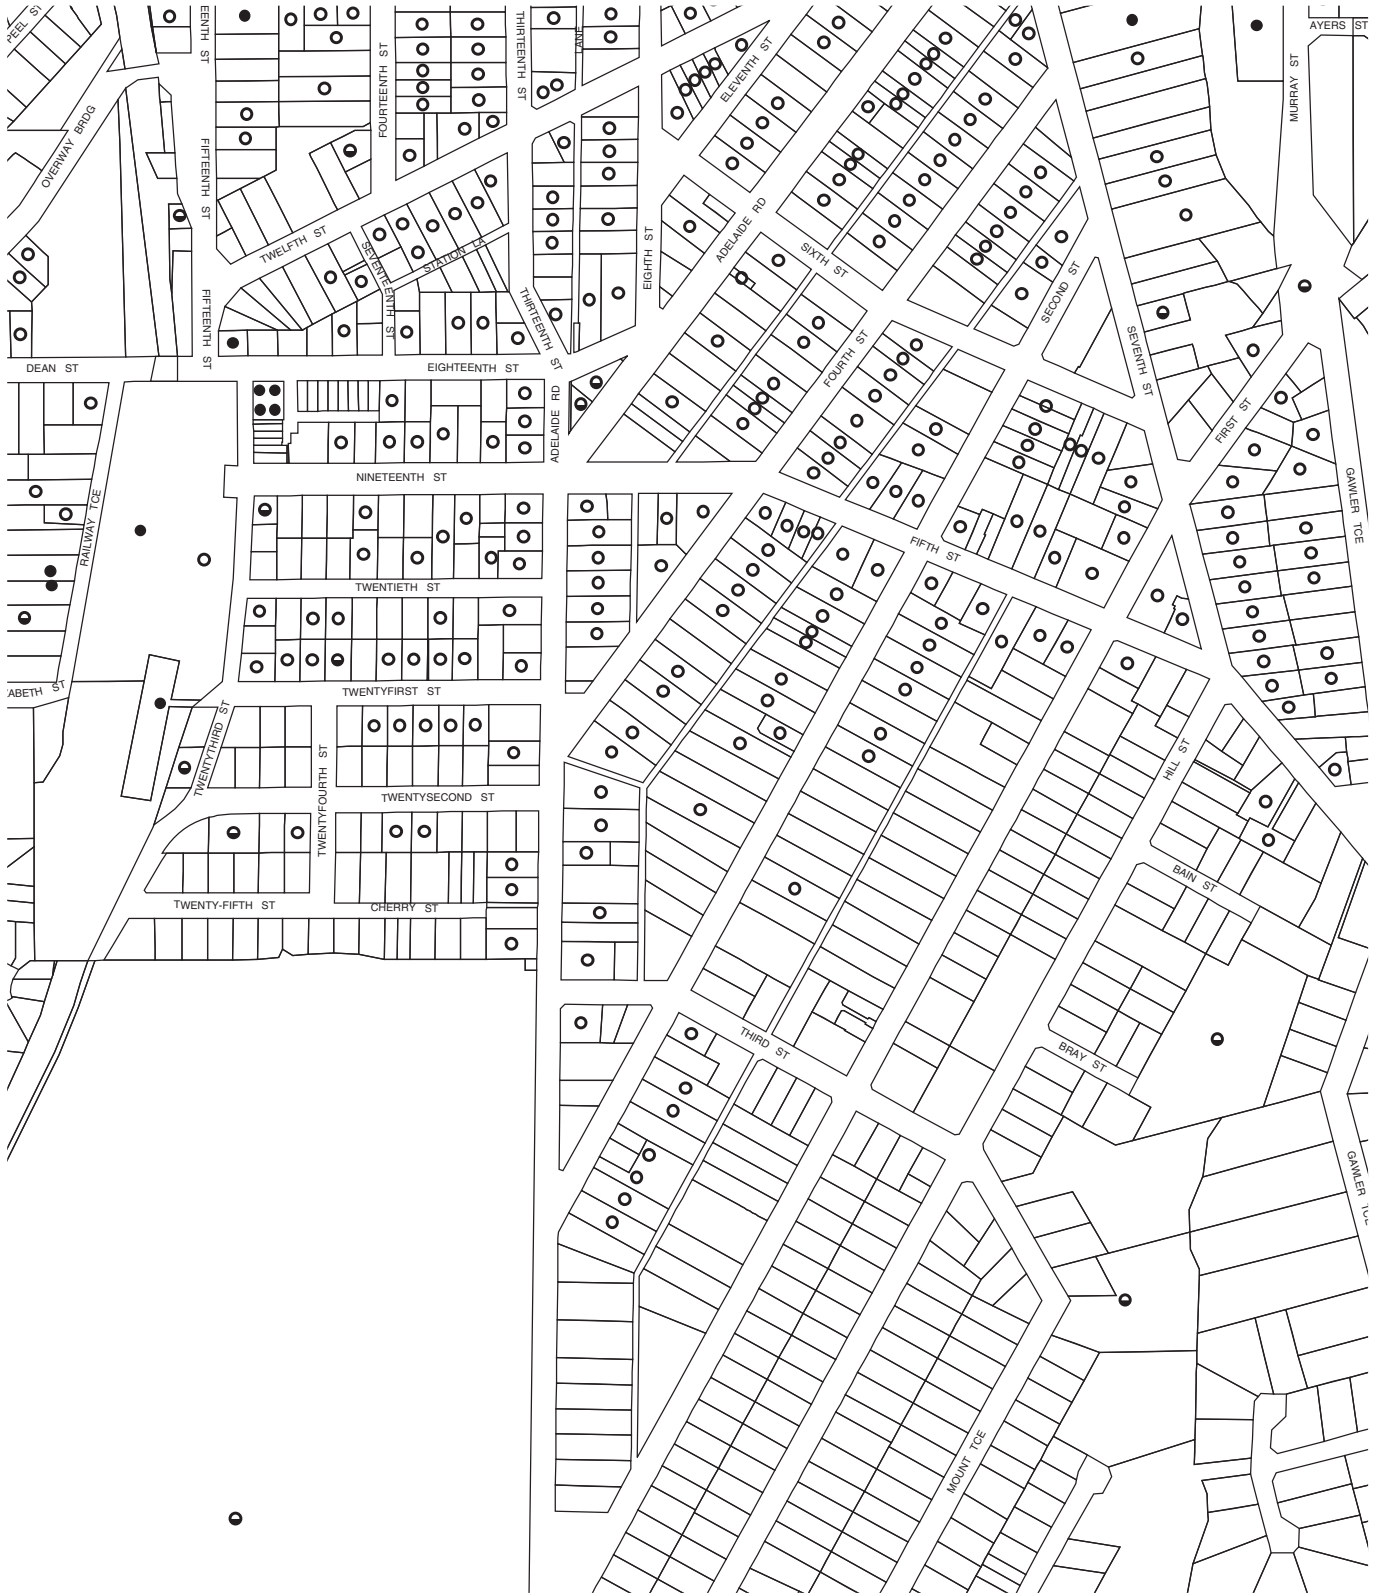 PEEL ST
EENTH ST
FOURTEENTH ST
THIRTEENTH ST
LANE
ELEVENTH ST
MURRAY ST
AYERS ST
OVERWAY BRDG
FIFTEENTH ST
TWELFTH ST
SEVENTEENTH ST
STATION LA
EIGHTH ST
ADELAIDE RD
SIXTH ST
SECOND ST
FIFTEENTH ST
THIRTEENTH ST
FOURTH ST
SEVENTH ST
DEAN ST
EIGHTEENTH ST
ADELAIDE RD
FIRST ST
NINETEENTH ST
GAWLER TCE
RAILWAY TCE
FIFTH ST
TWENTIETH ST
ABETH ST
TWENTYFIRST ST
TWENTYTHIRD ST
TWENTYFOURTH ST
HILL ST
TWENTYSECOND ST
BAIN ST
TWENTY-FIFTH ST
CHERRY ST
THIRD ST
BRAY ST
GAWLER TCE
MOUNT TCE